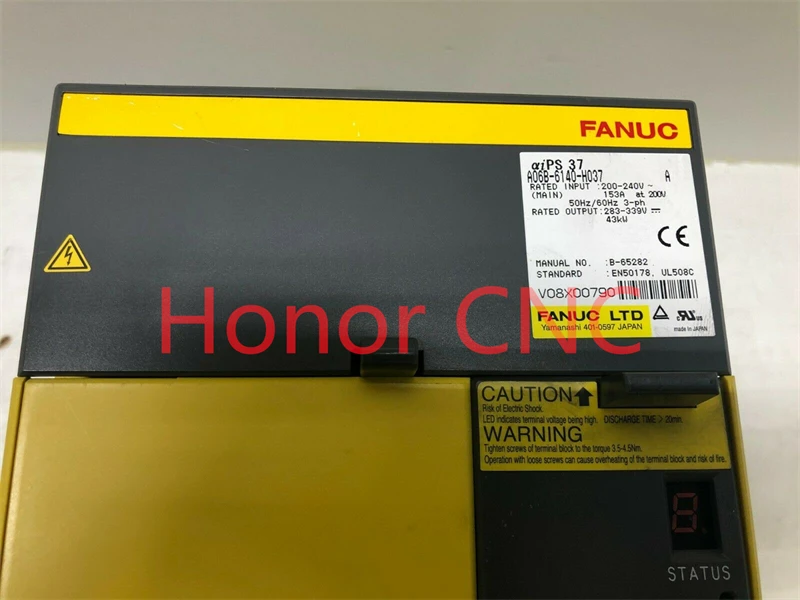 FANUC
αiPS 37
A06B-6140-H037 A
RATED INPUT :200-240V~
(MAIN) 153A at 200V
50Hz/60Hz 3-ph
RATED OUTPUT:283-339V⎓
43kW
CE
MANUAL NO. :B-65282
STANDARD :EN50178, UL508C
V08X00790
FANUC LTD
Yamanashi 401-0597 JAPAN
made in JAPAN
Honor CNC
CAUTION
Risk of Electric Shock.
LED indicates terminal voltage being high. DISCHARGE TIME > 20min.
WARNING
Tighten screws of terminal block to the torque 3.5-4.5Nm.
Operation with loose screws can cause overheating of the terminal block and risk of fire.
8.
STATUS